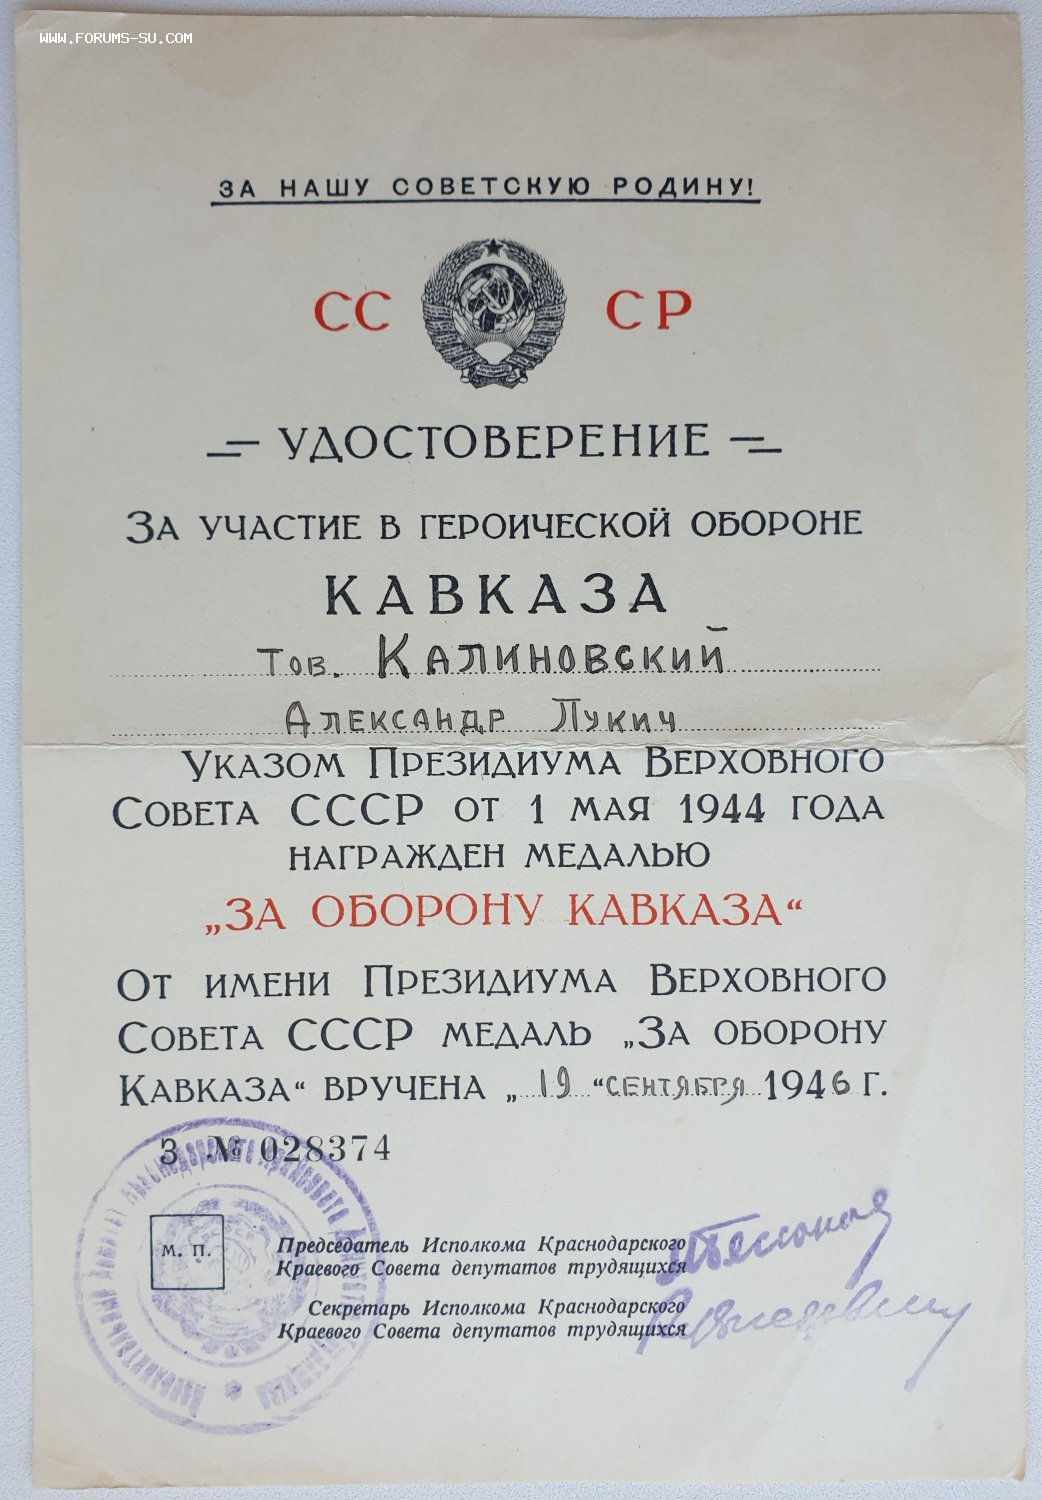 WWW.FORUMS-SU.COM
ЗА НАШУ СОВЕТСКУЮ РОДИНУ!
СС СР
УДОСТОВЕРЕНИЕ
За участие в героической обороне
КАВКАЗА
Тов. Калиновский
Александр Лукич
Указом Президиума Верховного
Совета СССР от 1 мая 1944 года
награжден медалью
„ЗА ОБОРОНУ КАВКАЗА“
От имени Президиума Верховного
Совета СССР медаль „За оборону
Кавказа“ вручена „19“ сентября 1946 г.
З № 028374
м. п.
Председатель Исполкома Краснодарского
Краевого Совета депутатов трудящихся
Секретарь Исполкома Краснодарского
Краевого Совета депутатов трудящихся